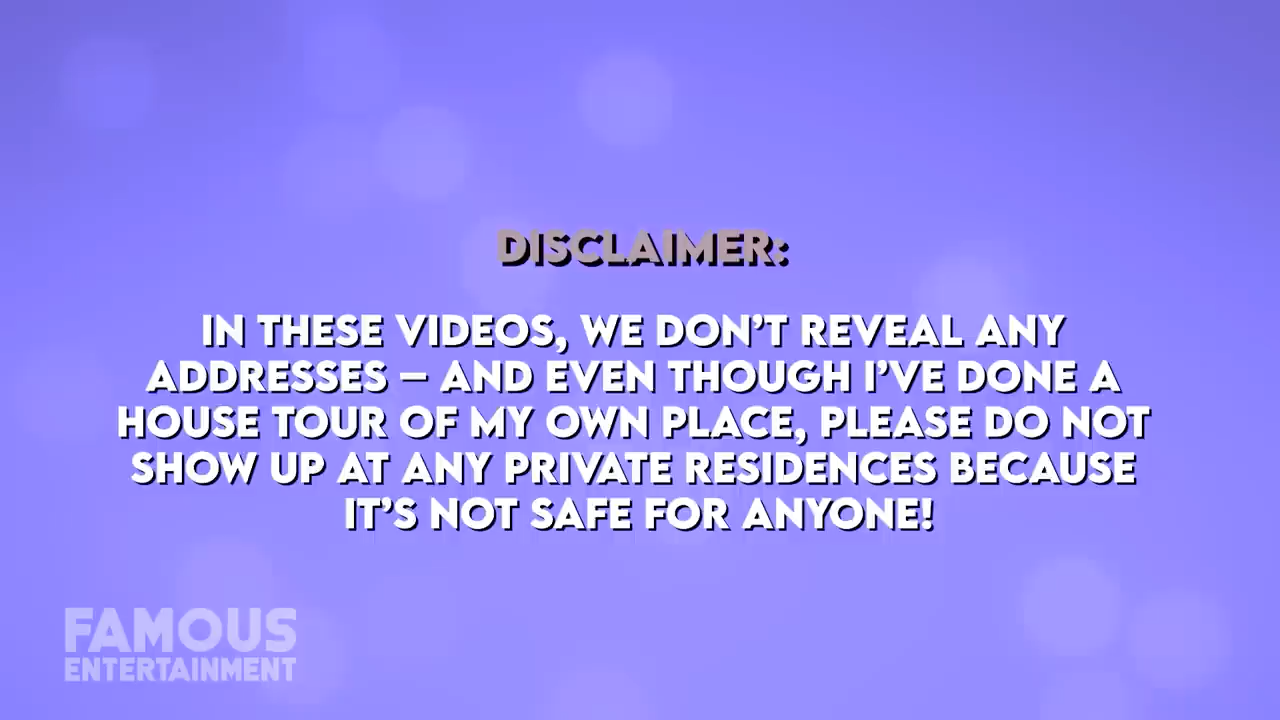 DISCLAIMER:
IN THESE VIDEOS, WE DON'T REVEAL ANY
ADDRESSES – AND EVEN THOUGH I'VE DONE A
HOUSE TOUR OF MY OWN PLACE, PLEASE DO NOT
SHOW UP AT ANY PRIVATE RESIDENCES BECAUSE
IT'S NOT SAFE FOR ANYONE!
FAMOUS
ENTERTAINMENT